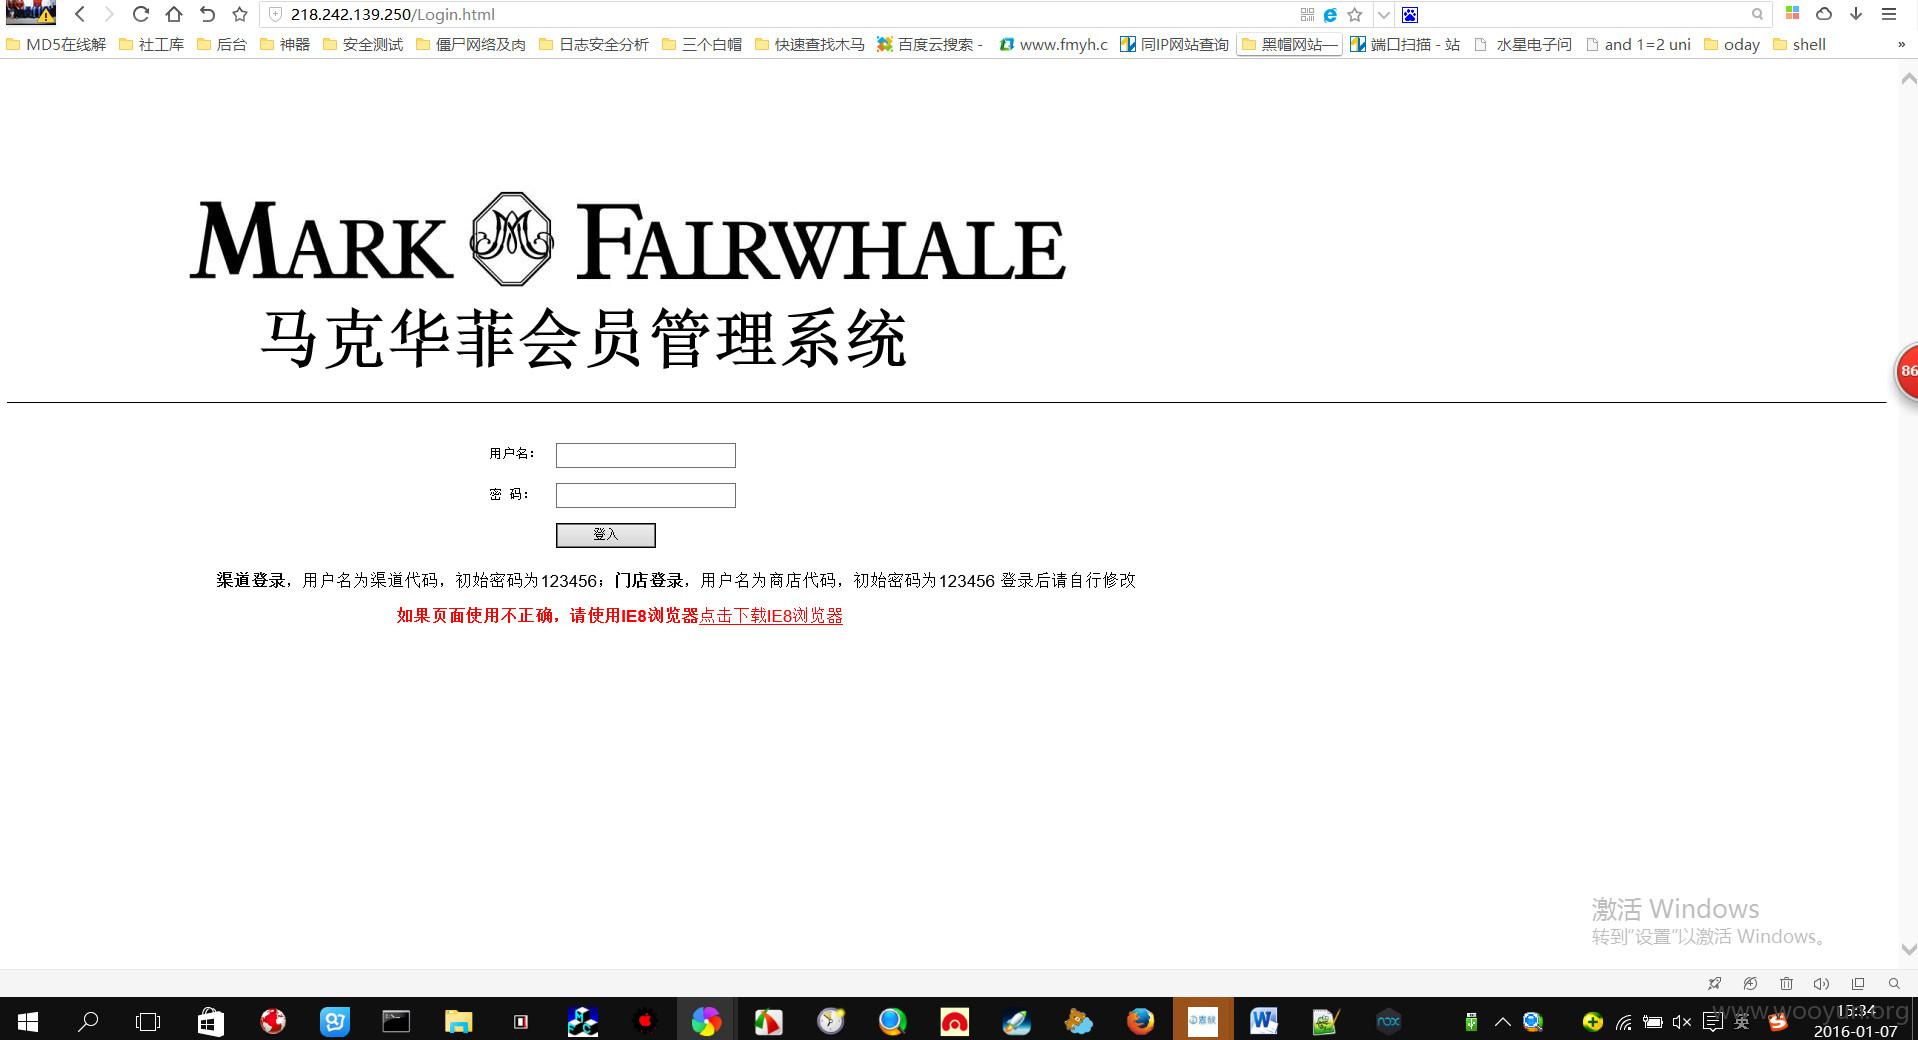 218.242.139.250/Login.html
MD5在线解 社工库 后台 神器 安全测试 僵尸网络及肉 日志安全分析 三个白帽 快速查找木马 百度云搜索 - www.fmyh.c 同IP网站查询 黑帽网站— 端口扫描 - 站 水星电子问 and 1=2 uni oday shell »
MARK FAIRWHALE
马克华菲会员管理系统
86
用户名：
密 码：
登入
渠道登录，用户名为渠道代码，初始密码为123456；门店登录，用户名为商店代码，初始密码为123456 登录后请自行修改
如果页面使用不正确，请使用IE8浏览器点击下载IE8浏览器
激活 Windows
转到"设置"以激活 Windows。
www.wooyun.org
nox
英
15:34
2016-01-07